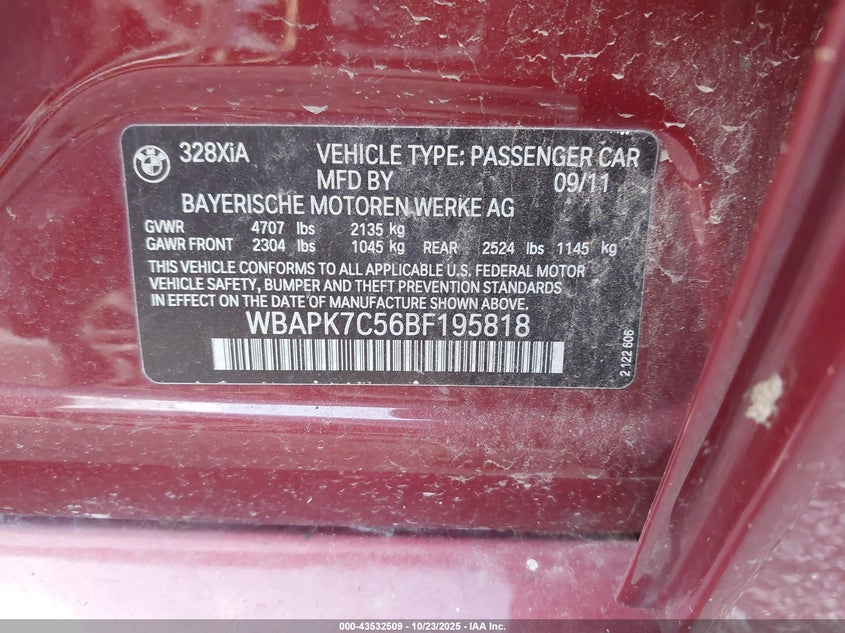 328XiA VEHICLE TYPE: PASSENGER CAR
MFD BY 09/11
BAYERISCHE MOTOREN WERKE AG
GVWR 4707 lbs 2135 kg
GAWR FRONT 2304 lbs 1045 kg REAR 2524 lbs 1145 kg
THIS VEHICLE CONFORMS TO ALL APPLICABLE U.S. FEDERAL MOTOR
VEHICLE SAFETY, BUMPER AND THEFT PREVENTION STANDARDS
IN EFFECT ON THE DATE OF MANUFACTURE SHOWN ABOVE.
WBAPK7C56BF195818
2 122 606
000-43532509 | 10/23/2025 | IAA Inc.